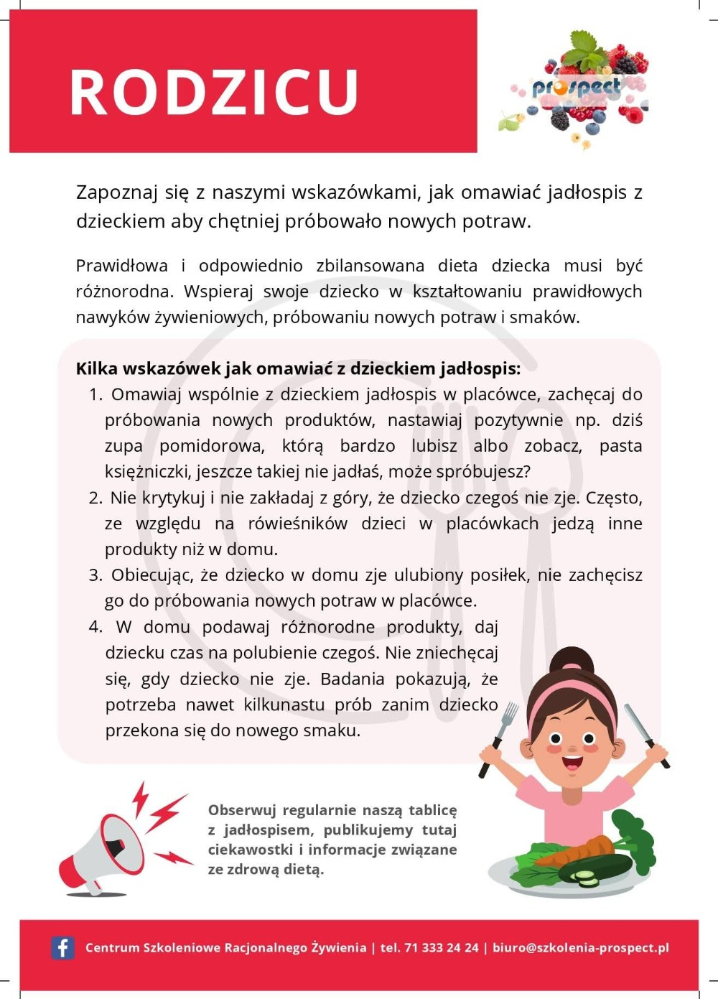 RODZICU
prospect
Zapoznaj się z naszymi wskazówkami, jak omawiać jadłospis z
dzieckiem aby chętniej próbowało nowych potraw.
Prawidłowa i odpowiednio zbilansowana dieta dziecka musi być
różnorodna. Wspieraj swoje dziecko w kształtowaniu prawidłowych
nawyków żywieniowych, próbowaniu nowych potraw i smaków.
Kilka wskazówek jak omawiać z dzieckiem jadłospis:
1. Omawiaj wspólnie z dzieckiem jadłospis w placówce, zachęcaj do
próbowania nowych produktów, nastawiaj pozytywnie np. dziś
zupa pomidorowa, którą bardzo lubisz albo zobacz, pasta
księżniczki, jeszcze takiej nie jadłaś, może spróbujesz?
2. Nie krytykuj i nie zakładaj z góry, że dziecko czegoś nie zje. Często,
ze względu na rówieśników dzieci w placówkach jedzą inne
produkty niż w domu.
3. Obiecując, że dziecko w domu zje ulubiony posiłek, nie zachęcisz
go do próbowania nowych potraw w placówce.
4. W domu podawaj różnorodne produkty, daj
dziecku czas na polubienie czegoś. Nie zniechęcaj
się, gdy dziecko nie zje. Badania pokazują, że
potrzeba nawet kilkunastu prób zanim dziecko
przekona się do nowego smaku.
Obserwuj regularnie naszą tablicę
z jadłospisem, publikujemy tutaj
ciekawostki i informacje związane
ze zdrową dietą.
f Centrum Szkoleniowe Racjonalnego Żywienia | tel. 71 333 24 24 | biuro@szkolenia-prospect.pl